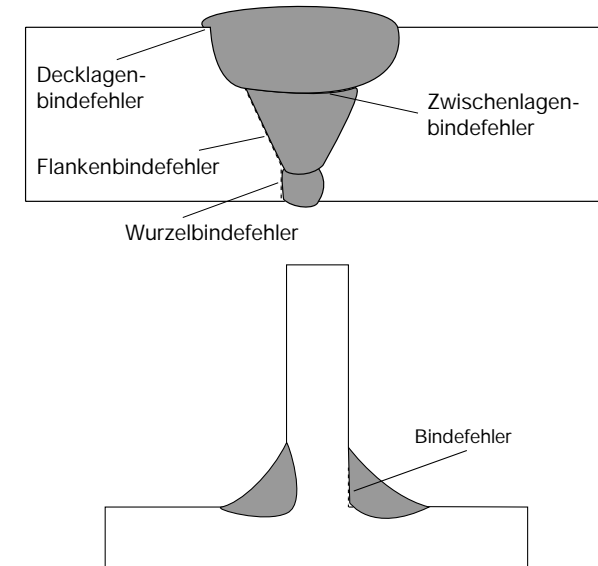 Decklagen-
bindefehler
Zwischenlagen-
bindefehler
Flankenbindefehler
Wurzelbindefehler
Bindefehler